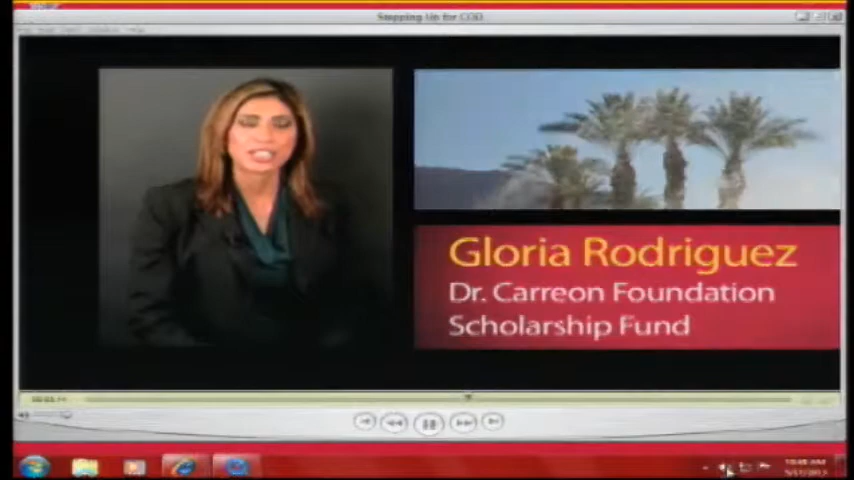 Stepping Up for COD
Gloria Rodriguez
Dr. Carreon Foundation
Scholarship Fund